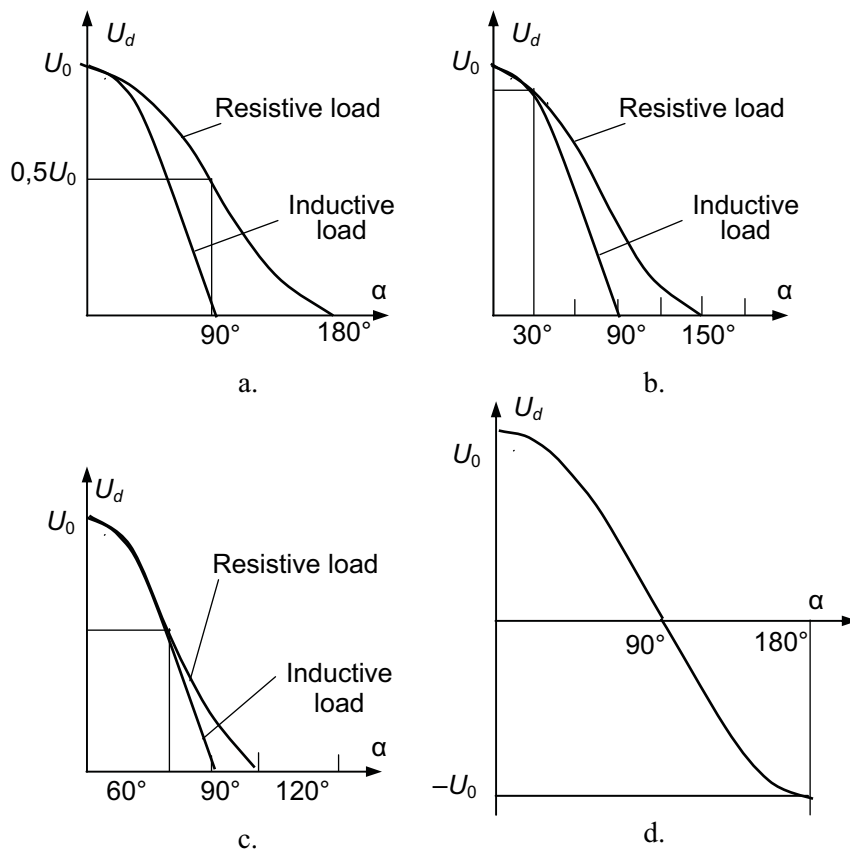 U_d
U_0
Resistive load
0,5U_0
Inductive
load
α
90°
180°
a.
U_d
U_0
Resistive load
Inductive
load
α
30°
90°
150°
b.
U_d
U_0
Resistive load
Inductive
load
α
60°
90°
120°
c.
U_d
U_0
α
90°
180°
–U_0
d.